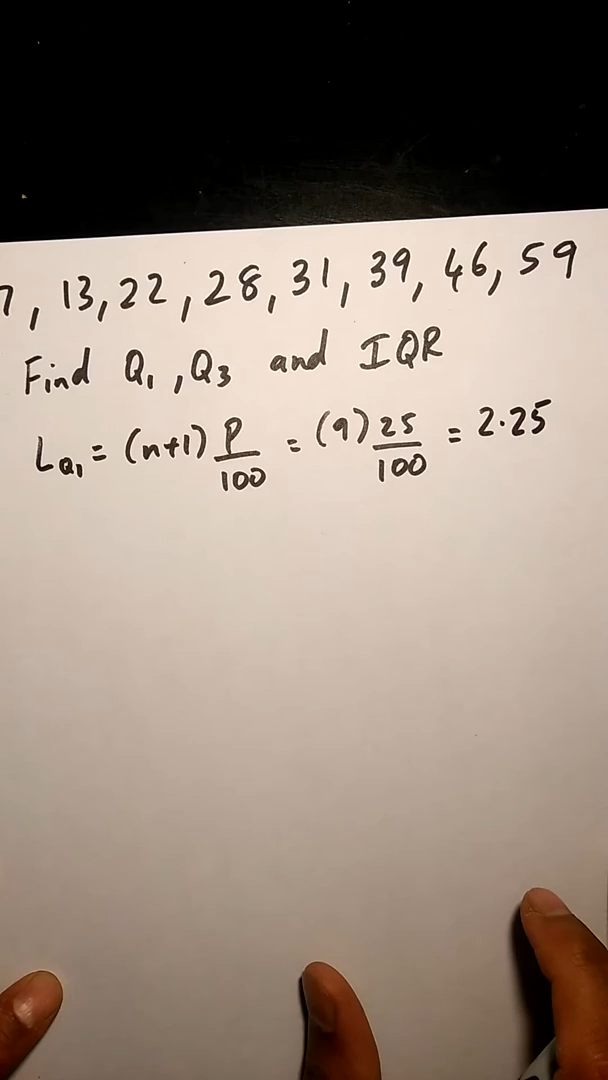 7, 13, 22, 28, 31, 39, 46, 59
Find Q₁, Q₃ and IQR
L_Q₁ = (n+1) P/100 = (9) 25/100 = 2.25